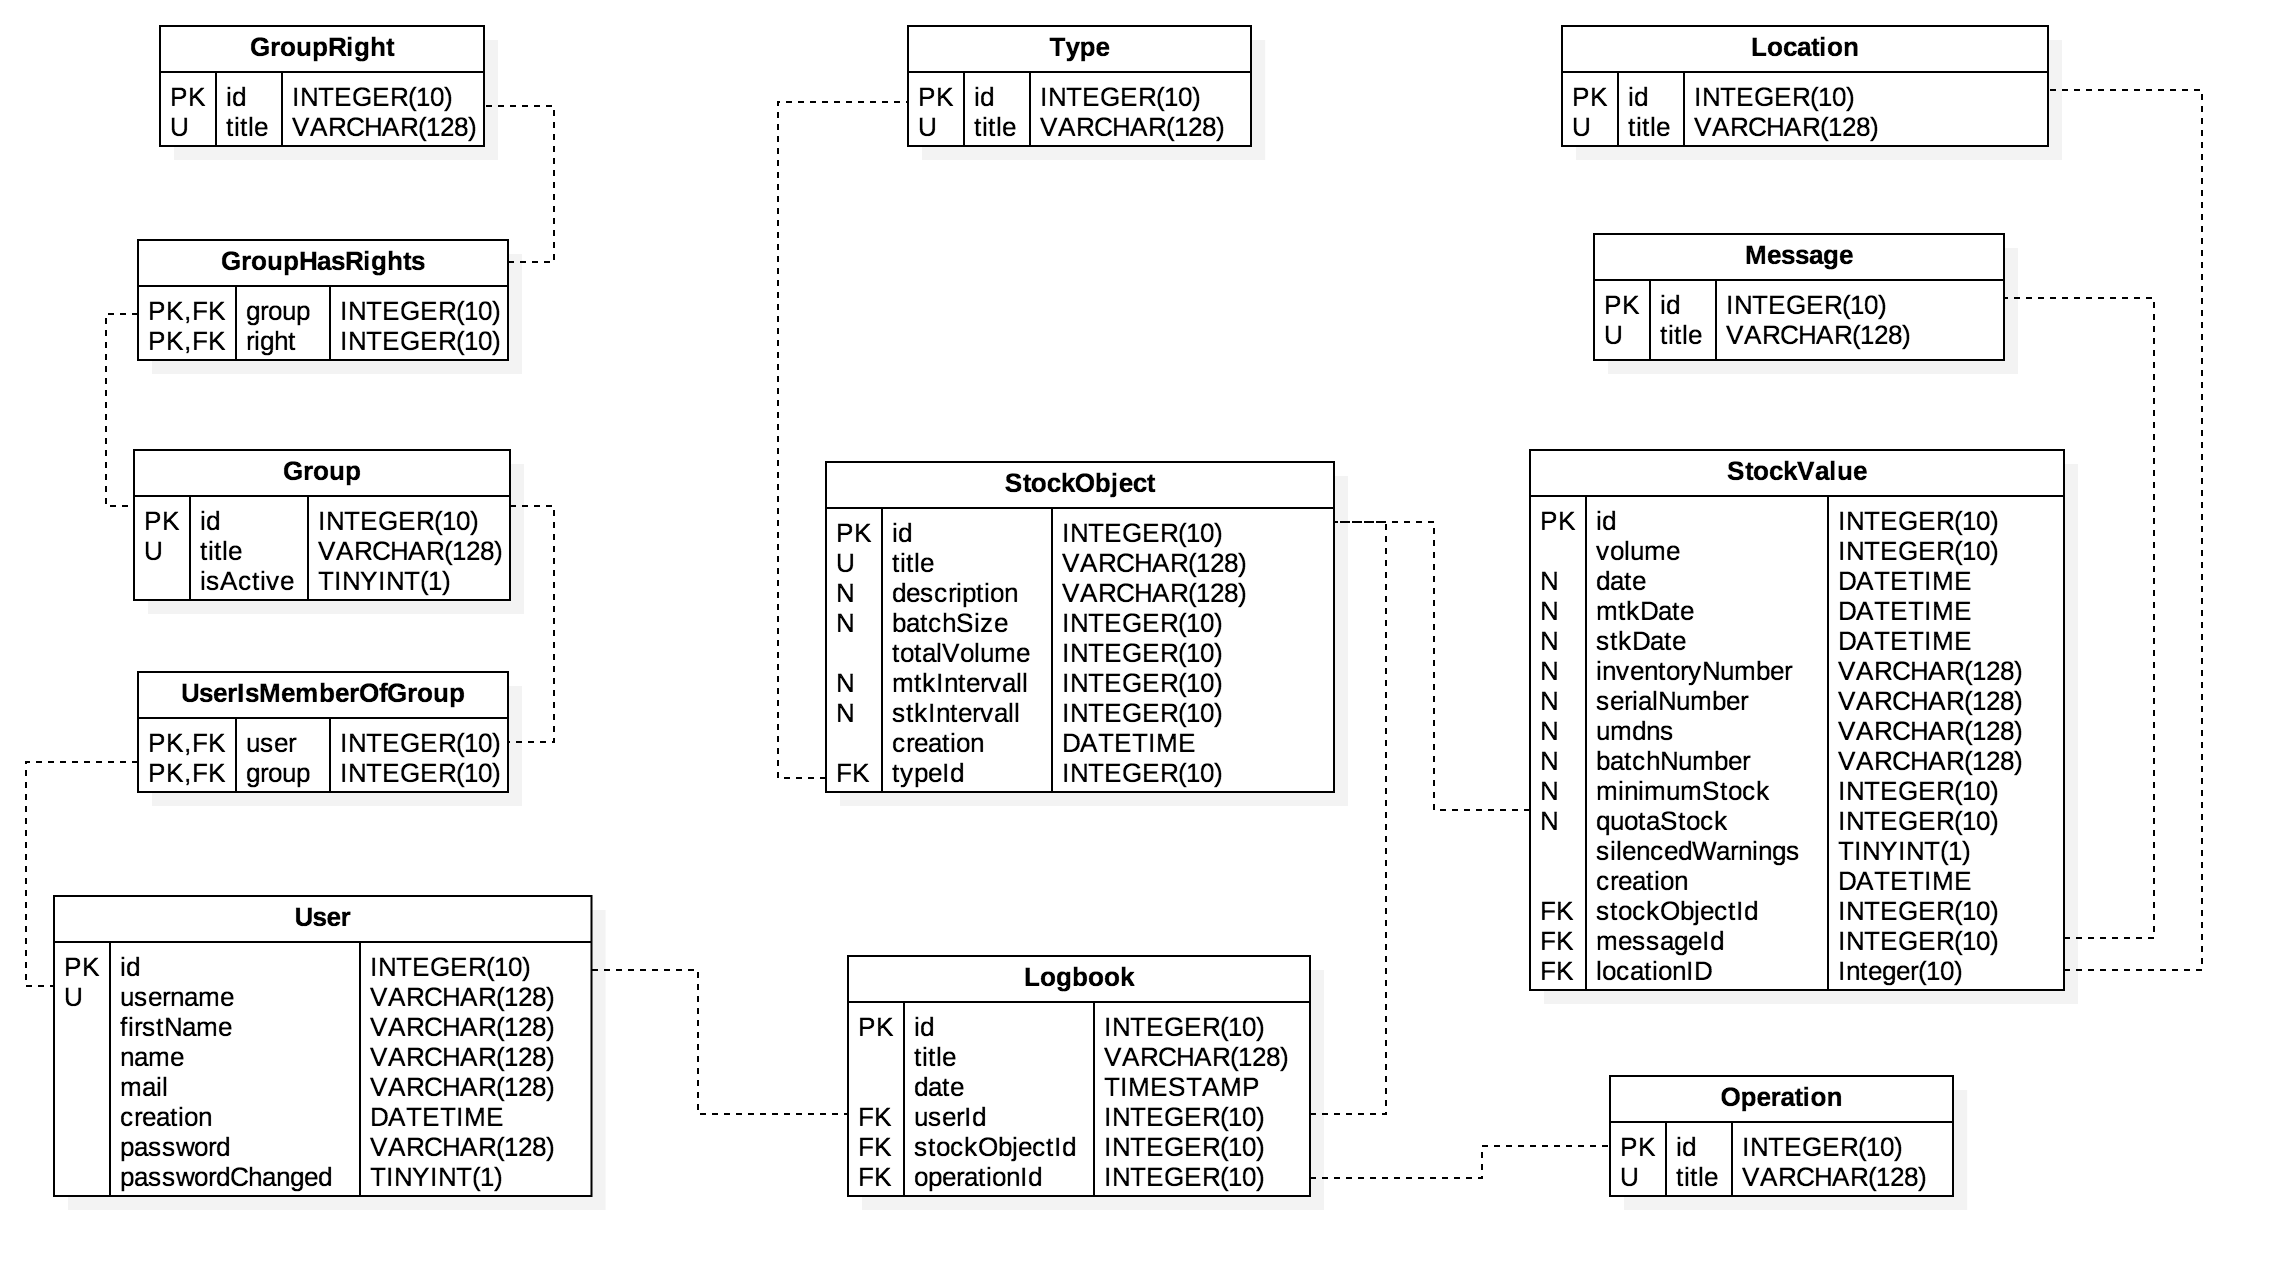 GroupRight
PK id INTEGER(10)
U title VARCHAR(128)
Type
PK id INTEGER(10)
U title VARCHAR(128)
Location
PK id INTEGER(10)
U title VARCHAR(128)
GroupHasRights
PK,FK group INTEGER(10)
PK,FK right INTEGER(10)
Message
PK id INTEGER(10)
U title VARCHAR(128)
Group
PK id INTEGER(10)
U title VARCHAR(128)
isActive TINYINT(1)
StockObject
PK id INTEGER(10)
U title VARCHAR(128)
N description VARCHAR(128)
N batchSize INTEGER(10)
totalVolume INTEGER(10)
N mtkIntervall INTEGER(10)
N stkIntervall INTEGER(10)
creation DATETIME
FK typeId INTEGER(10)
StockValue
PK id INTEGER(10)
volume INTEGER(10)
N date DATETIME
N mtkDate DATETIME
N stkDate DATETIME
N inventoryNumber VARCHAR(128)
N serialNumber VARCHAR(128)
N umdns VARCHAR(128)
N batchNumber VARCHAR(128)
N minimumStock INTEGER(10)
N quotaStock INTEGER(10)
silencedWarnings TINYINT(1)
creation DATETIME
FK stockObjectId INTEGER(10)
FK messageId INTEGER(10)
FK locationID Integer(10)
UserIsMemberOfGroup
PK,FK user INTEGER(10)
PK,FK group INTEGER(10)
User
PK id INTEGER(10)
U username VARCHAR(128)
firstName VARCHAR(128)
name VARCHAR(128)
mail VARCHAR(128)
creation DATETIME
password VARCHAR(128)
passwordChanged TINYINT(1)
Logbook
PK id INTEGER(10)
title VARCHAR(128)
date TIMESTAMP
FK userId INTEGER(10)
FK stockObjectId INTEGER(10)
FK operationId INTEGER(10)
Operation
PK id INTEGER(10)
U title VARCHAR(128)